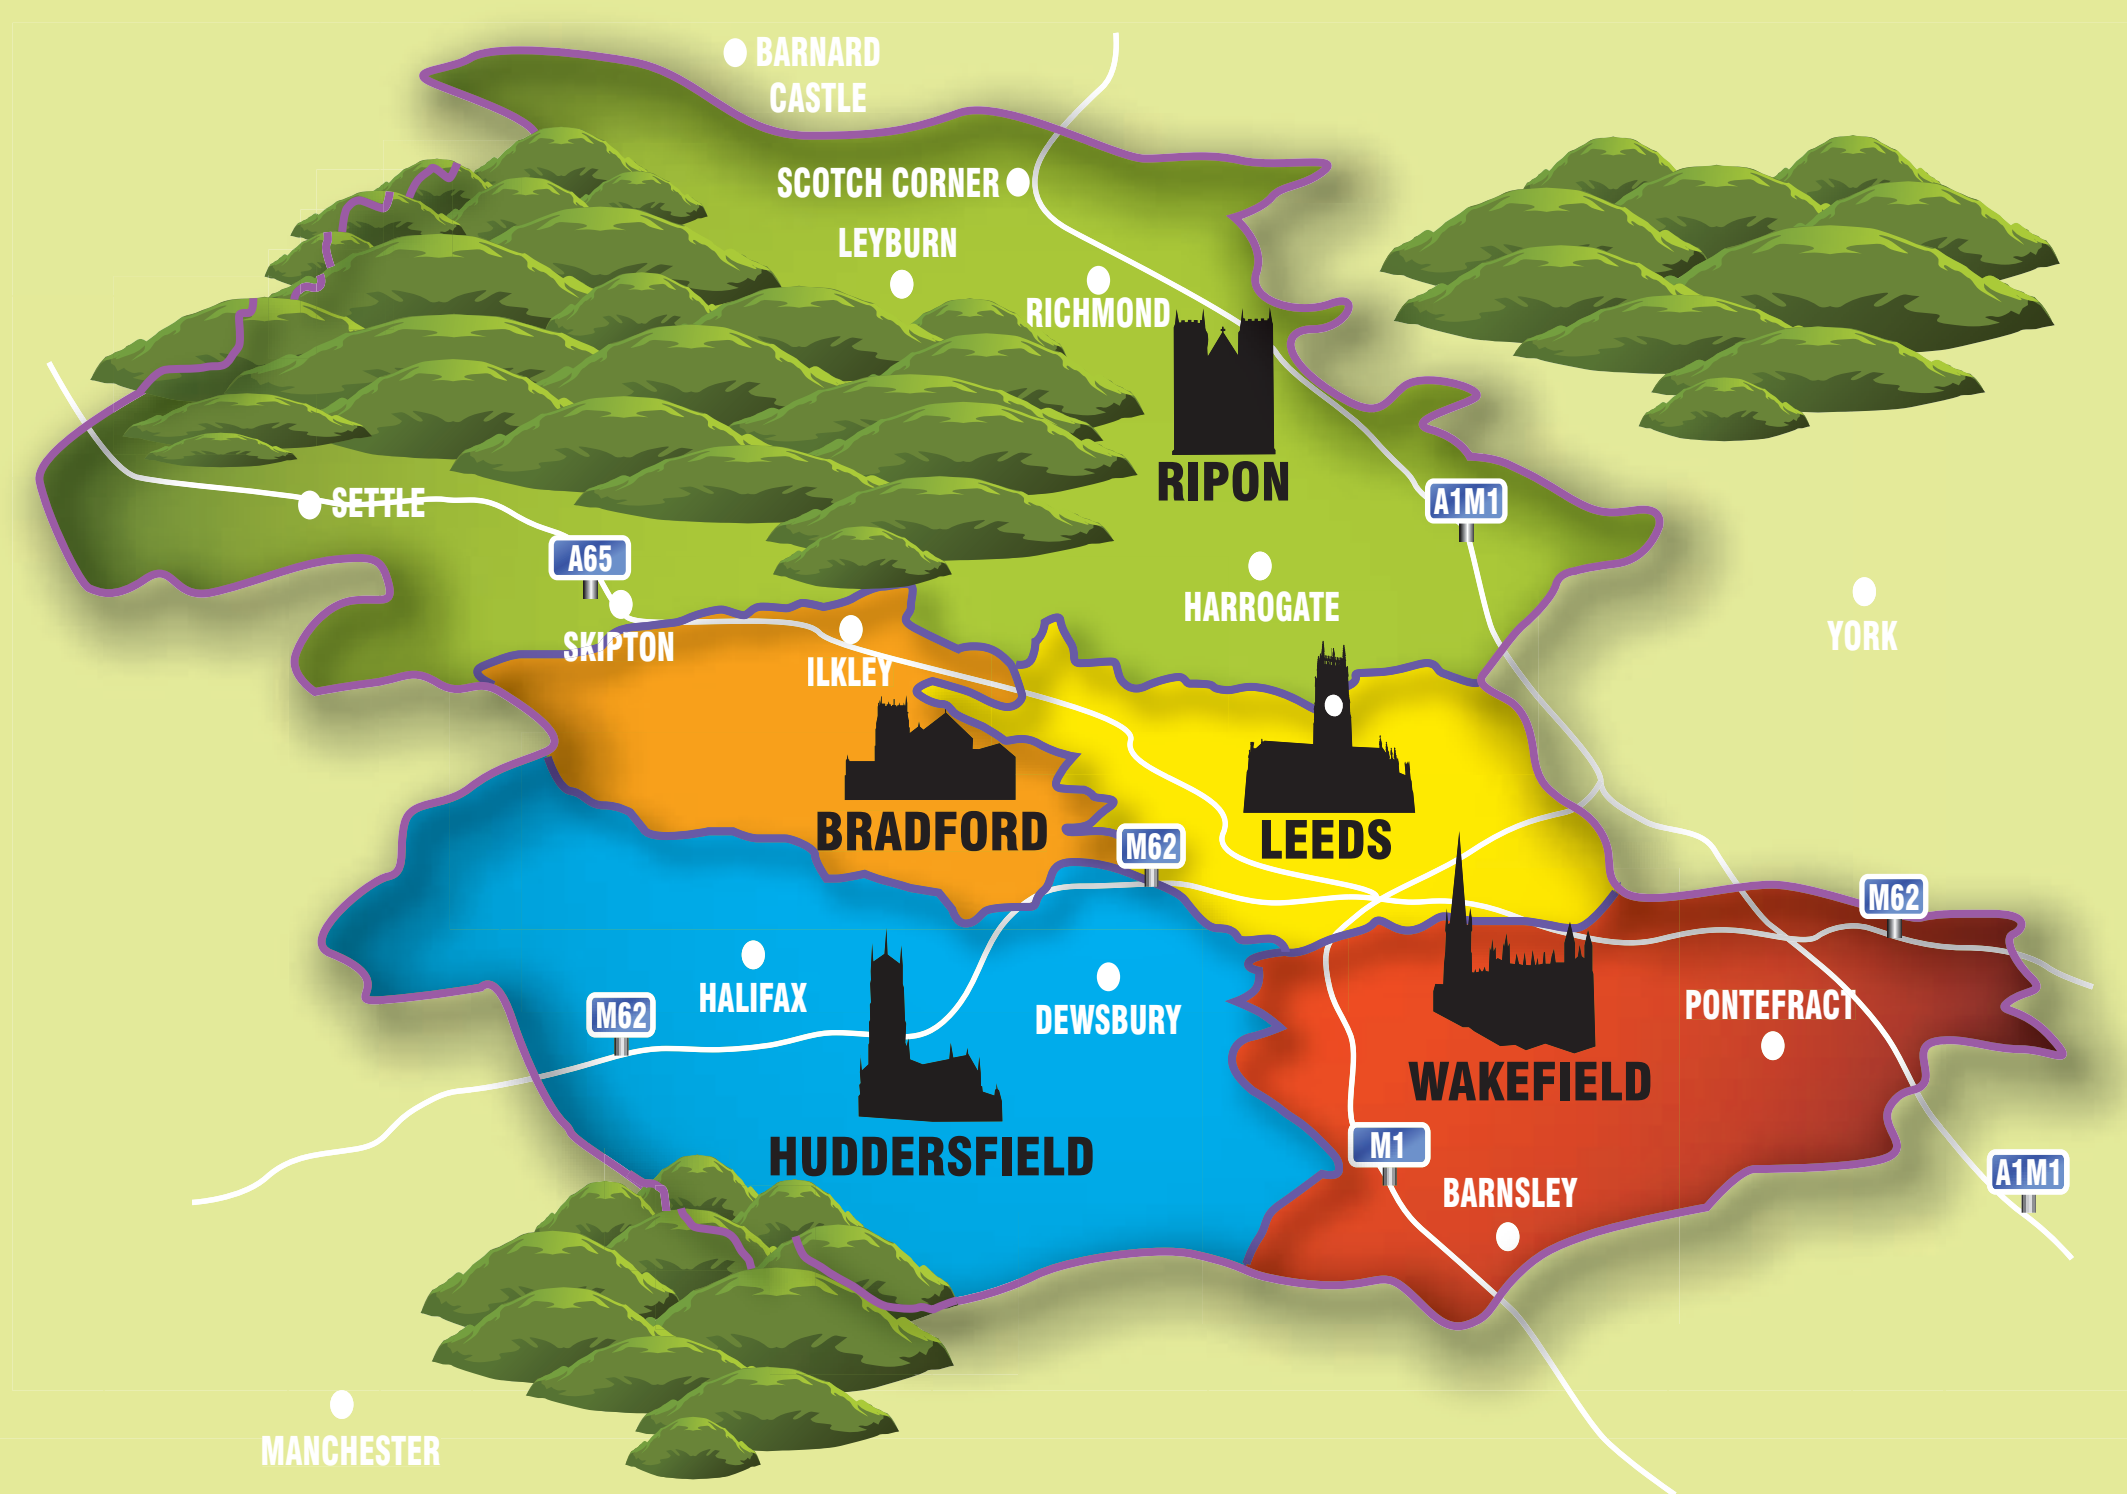 BARNARD
CASTLE
SCOTCH CORNER
LEYBURN
RICHMOND
RIPON
SETTLE
A1M1
A65
HARROGATE
SKIPTON
YORK
ILKLEY
BRADFORD
LEEDS
M62
M62
HALIFAX
DEWSBURY
PONTEFRACT
M62
WAKEFIELD
HUDDERSFIELD
M1
A1M1
BARNSLEY
MANCHESTER